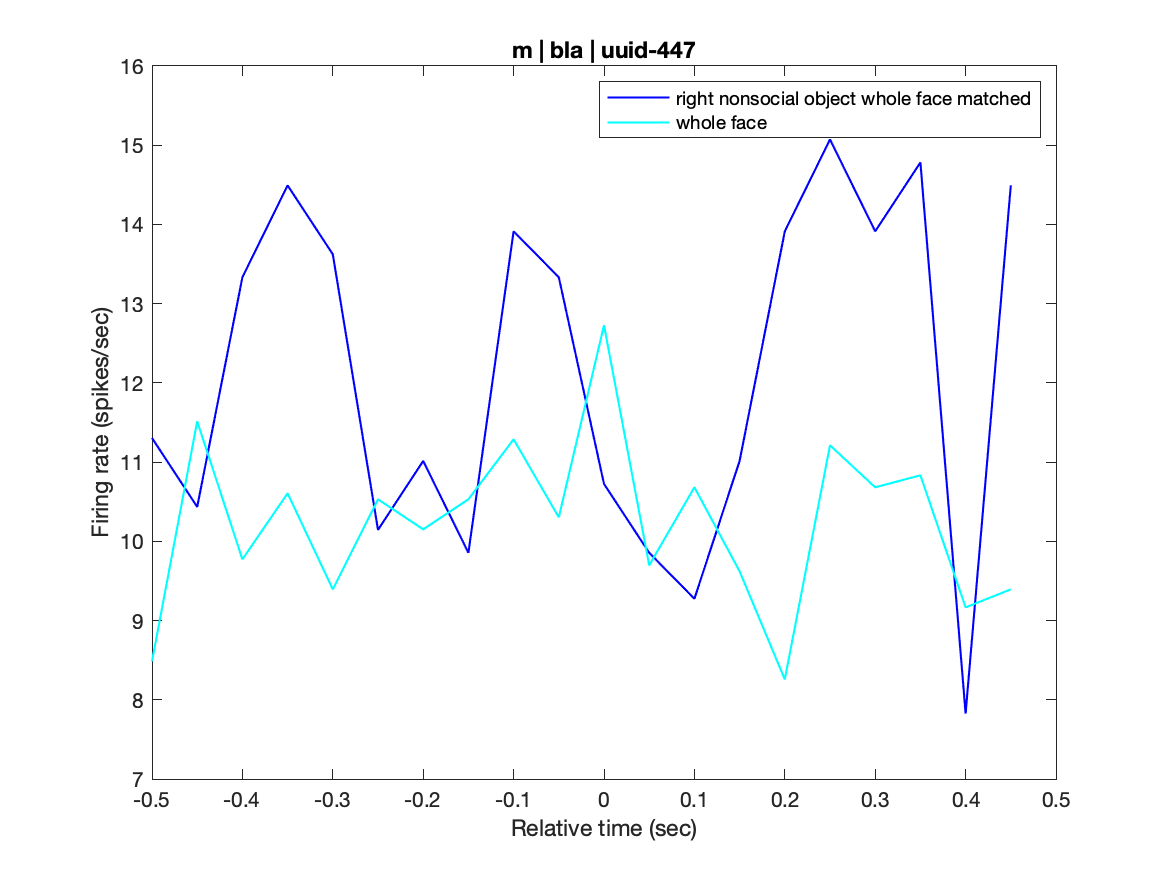 m | bla | uuid-447
16
15
14
13
12
11
10
9
8
7
Firing rate (spikes/sec)
right nonsocial object whole face matched
whole face
-0.5 -0.4 -0.3 -0.2 -0.1 0 0.1 0.2 0.3 0.4 0.5
Relative time (sec)